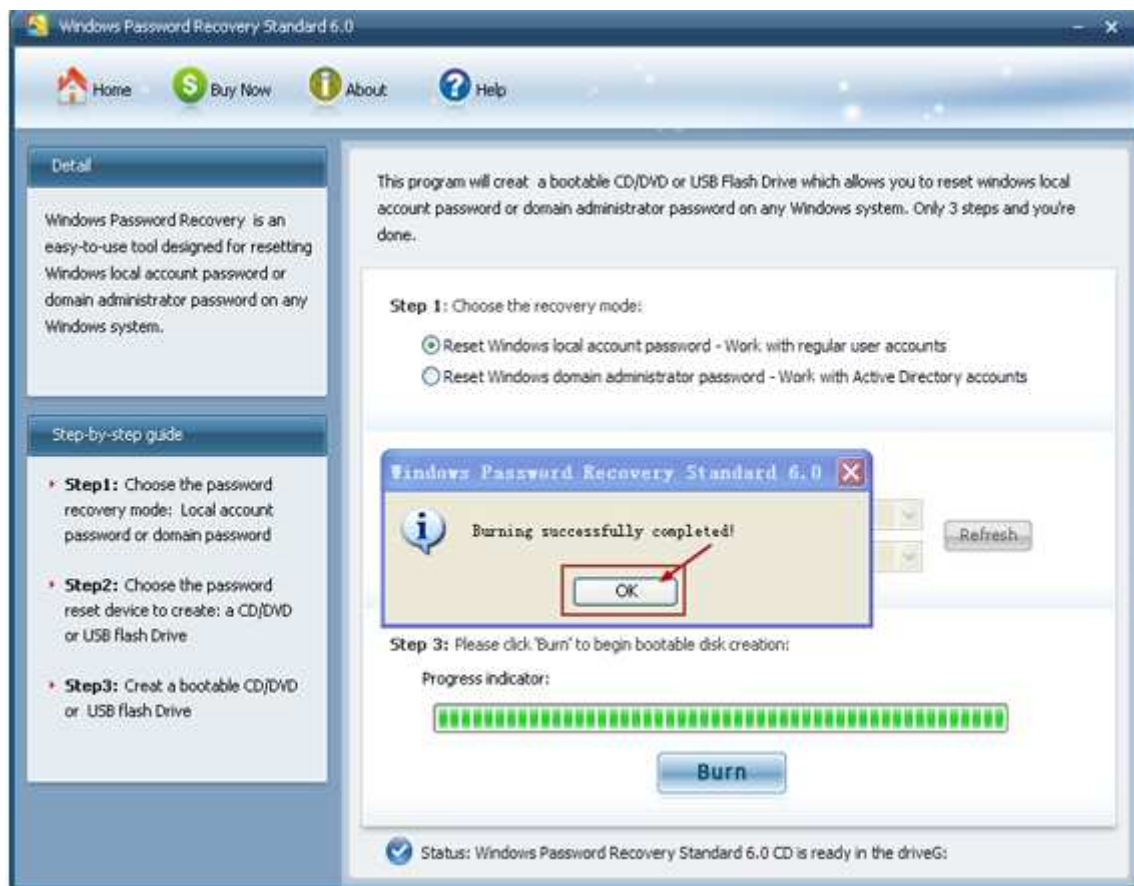 Windows Password Recovery Standard 6.0
Home Buy Now About Help
Detail
Windows Password Recovery is an
easy-to-use tool designed for resetting
Windows local account password or
domain administrator password on any
Windows system.
Step-by-step guide
Step1: Choose the password
recovery mode: Local account
password or domain password
Step2: Choose the password
reset device to create: a CD/DVD
or USB flash Drive
Step3: Creat a bootable CD/DVD
or USB flash Drive
This program will creat a bootable CD/DVD or USB Flash Drive which allows you to reset windows local
account password or domain administrator password on any Windows system. Only 3 steps and you're
done.
Step 1: Choose the recovery mode:
Reset Windows local account password - Work with regular user accounts
Reset Windows domain administrator password - Work with Active Directory accounts
Windows Password Recovery Standard 6.0
Burning successfully completed!
OK
Refresh
Step 3: Please click 'Burn' to begin bootable disk creation:
Progress indicator:
Burn
Status: Windows Password Recovery Standard 6.0 CD is ready in the driveG: